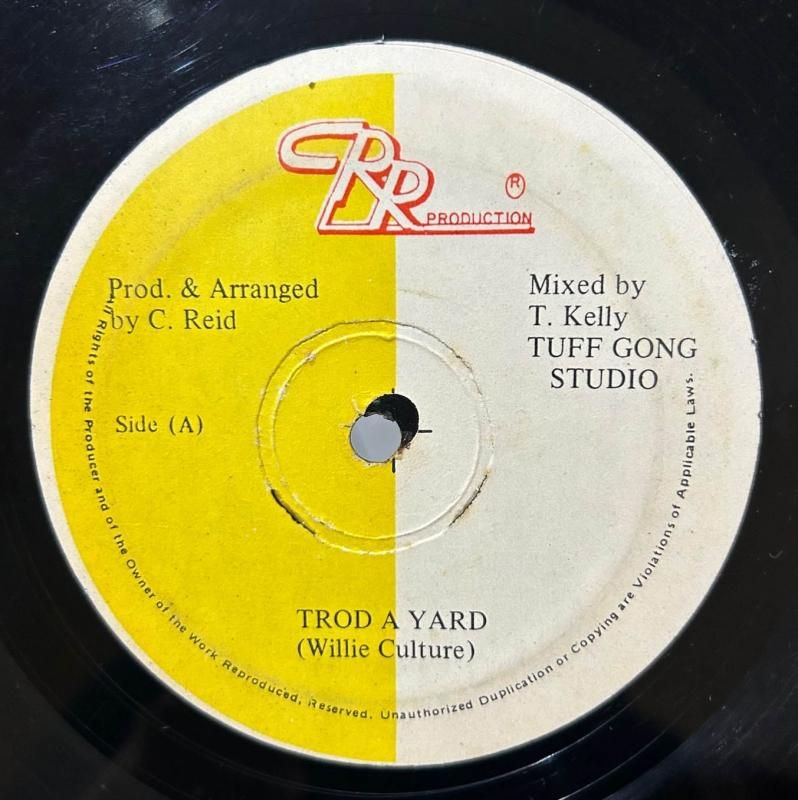 CRR PRODUCTION ®
Prod. & Arranged
by C. Reid
Mixed by
T. Kelly
TUFF GONG
STUDIO
Side (A)
TROD A YARD
(Willie Culture)
All Rights of the Producer and of the Owner of the Work Reproduced, Reserved. Unauthorized Duplication or Copying are Violations of Applicable Laws.